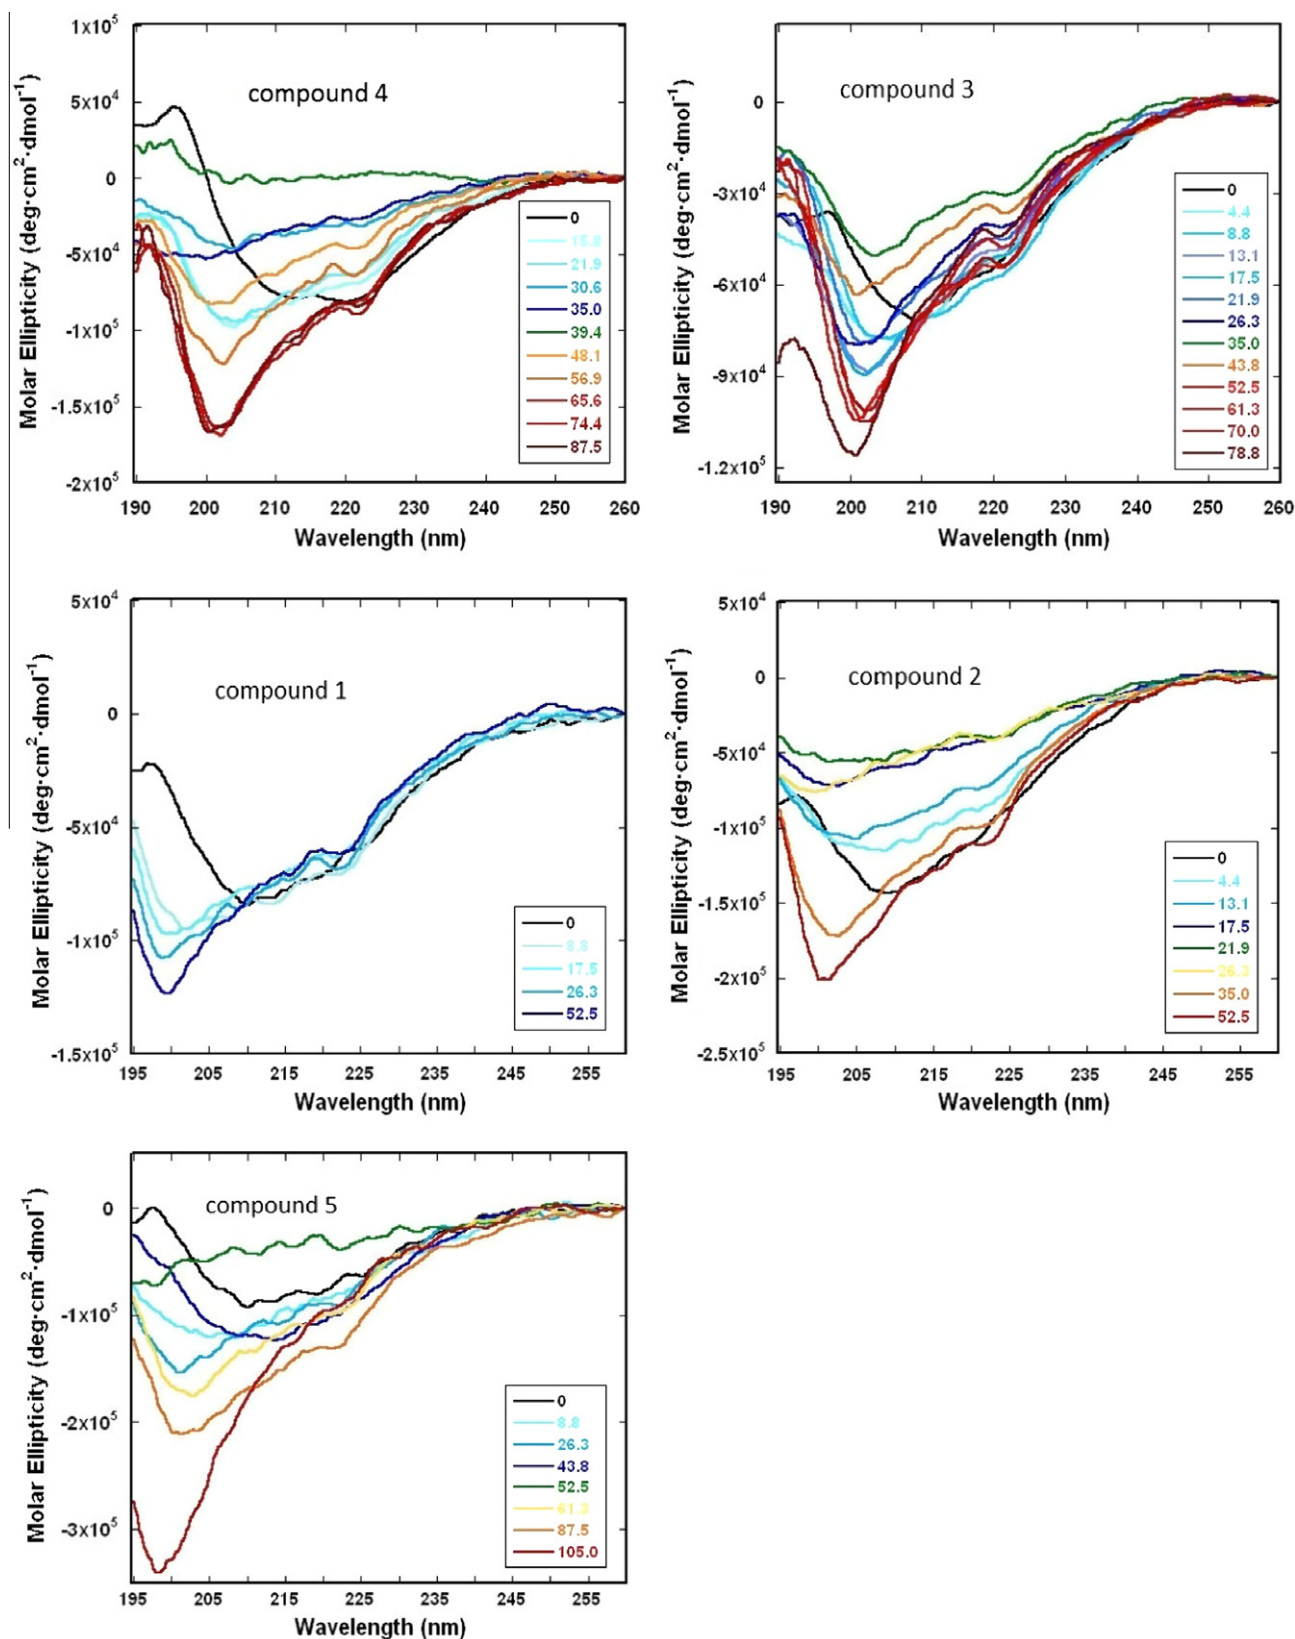 compound 4
Molar Ellipticity (deg·cm²·dmol⁻¹)
1x10⁵
5x10⁴
0
-5x10⁴
-1x10⁵
-1.5x10⁵
-2x10⁵
190 200 210 220 230 240 250 260
Wavelength (nm)
0
21.9
30.6
35.0
39.4
48.1
56.9
65.6
74.4
87.5
compound 3
Molar Ellipticity (deg·cm²·dmol⁻¹)
0
-3x10⁴
-6x10⁴
-9x10⁴
-1.2x10⁵
190 200 210 220 230 240 250 260
Wavelength (nm)
0
4.4
8.8
13.1
17.5
21.9
26.3
35.0
43.8
52.5
61.3
70.0
78.8
compound 1
Molar Ellipticity (deg·cm²·dmol⁻¹)
5x10⁴
0
-5x10⁴
-1x10⁵
-1.5x10⁵
195 205 215 225 235 245 255
Wavelength (nm)
0
8.8
17.5
26.3
52.5
compound 2
Molar Ellipticity (deg·cm²·dmol⁻¹)
5x10⁴
0
-5x10⁴
-1x10⁵
-1.5x10⁵
-2x10⁵
-2.5x10⁵
195 205 215 225 235 245 255
Wavelength (nm)
0
4.4
13.1
17.5
21.9
26.3
35.0
52.5
compound 5
Molar Ellipticity (deg·cm²·dmol⁻¹)
0
-1x10⁵
-2x10⁵
-3x10⁵
195 205 215 225 235 245 255
Wavelength (nm)
0
8.8
26.3
43.8
52.5
61.3
87.5
105.0